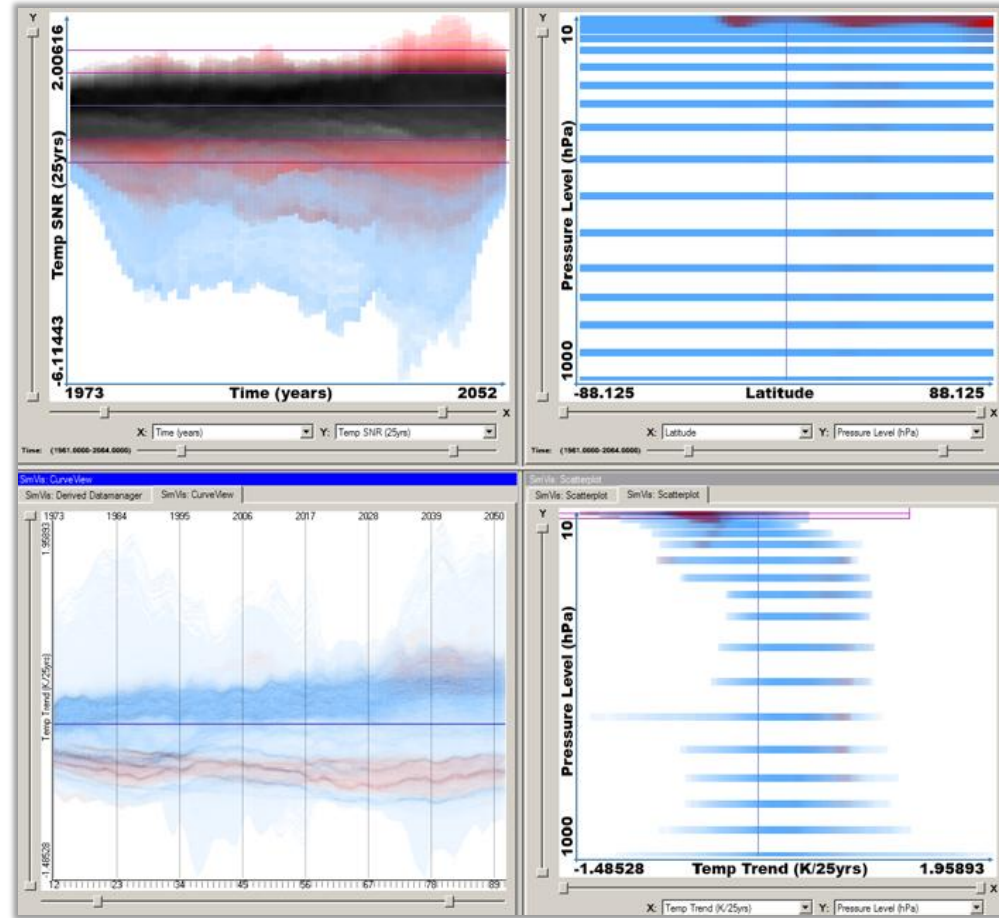 Y
2.00616
Temp SNR (25yrs)
-6.11443
1973 Time (years) 2052
X
X: Time (years) Y: Temp SNR (25yrs)
Time: (1961.0000-2064.0000)
Y
10
Pressure Level (hPa)
1000
-88.125 Latitude 88.125
X
X: Latitude Y: Pressure Level (hPa)
Time: (1961.0000-2064.0000)
SimVis: CurveView
SimVis: Derived Datamanager SimVis: CurveView
1973 1984 1995 2006 2017 2028 2039 2050
1.95893
Temp Trend (K/25yrs)
-1.48528
12 23 34 45 56 67 78 89
SimVis: Scatterplot
SimVis: Scatterplot SimVis: Scatterplot
Y
10
Pressure Level (hPa)
1000
-1.48528 Temp Trend (K/25yrs) 1.95893
X
X: Temp Trend (K/25yrs) Y: Pressure Level (hPa)